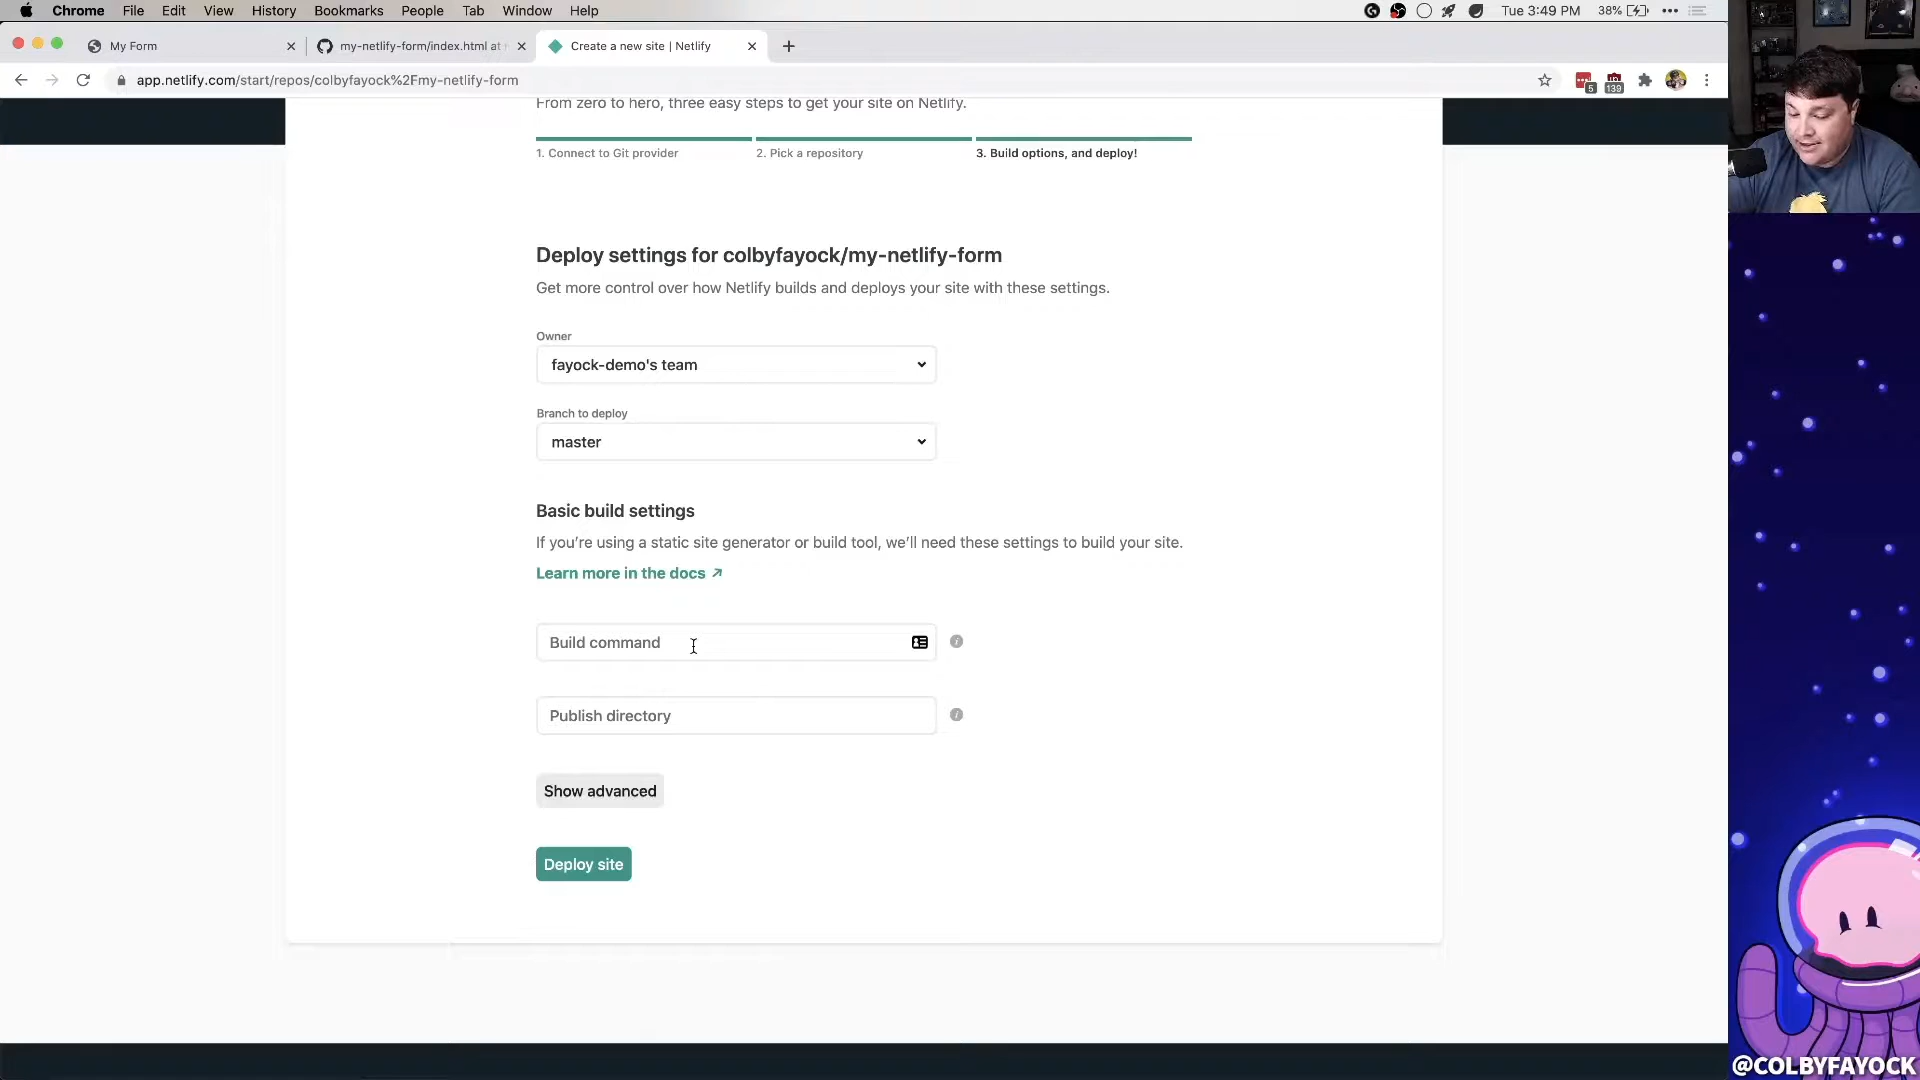 Chrome File Edit View History Bookmarks People Tab Window Help
Tue 3:49 PM 38%
My Form
my-netlify-form/index.html at
Create a new site | Netlify
app.netlify.com/start/repos/colbyfayock%2Fmy-netlify-form
5
139
From zero to hero, three easy steps to get your site on Netlify.
1. Connect to Git provider
2. Pick a repository
3. Build options, and deploy!
Deploy settings for colbyfayock/my-netlify-form
Get more control over how Netlify builds and deploys your site with these settings.
Owner
fayock-demo's team
Branch to deploy
master
Basic build settings
If you're using a static site generator or build tool, we'll need these settings to build your site.
Learn more in the docs ↗
Build command
Publish directory
Show advanced
Deploy site
@COLBYFAYOCK